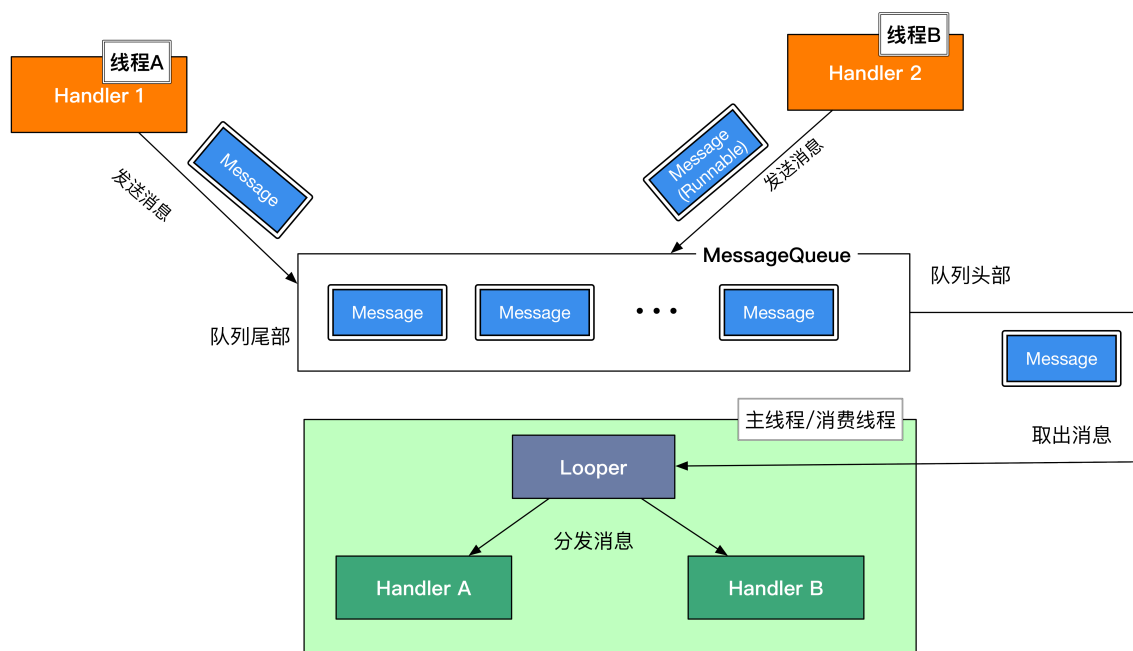 线程A
Handler 1
线程B
Handler 2
Message
发送消息
Message
(Runnable)
发送消息
MessageQueue
队列头部
Message
Message
Message
队列尾部
Message
主线程/消费线程
取出消息
Looper
分发消息
Handler A
Handler B